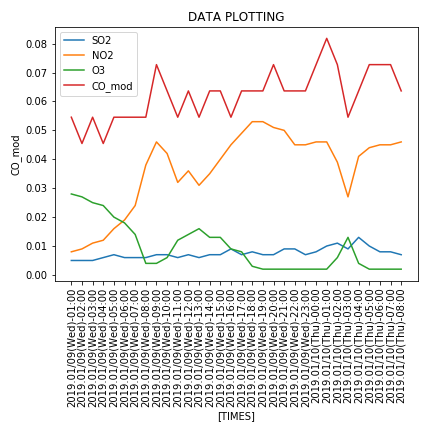 DATA PLOTTING
SO2
NO2
O3
CO_mod
CO_mod
0.08
0.07
0.06
0.05
0.04
0.03
0.02
0.01
0.00
2019.01/09(Wed)-01:00
2019.01/09(Wed)-02:00
2019.01/09(Wed)-03:00
2019.01/09(Wed)-04:00
2019.01/09(Wed)-05:00
2019.01/09(Wed)-06:00
2019.01/09(Wed)-07:00
2019.01/09(Wed)-08:00
2019.01/09(Wed)-09:00
2019.01/09(Wed)-10:00
2019.01/09(Wed)-11:00
2019.01/09(Wed)-12:00
2019.01/09(Wed)-13:00
2019.01/09(Wed)-14:00
2019.01/09(Wed)-15:00
2019.01/09(Wed)-16:00
2019.01/09(Wed)-17:00
2019.01/09(Wed)-18:00
2019.01/09(Wed)-19:00
2019.01/09(Wed)-20:00
2019.01/09(Wed)-21:00
2019.01/09(Wed)-22:00
2019.01/09(Wed)-23:00
2019.01/10(Thu)-00:00
2019.01/10(Thu)-01:00
2019.01/10(Thu)-02:00
2019.01/10(Thu)-03:00
2019.01/10(Thu)-04:00
2019.01/10(Thu)-05:00
2019.01/10(Thu)-06:00
2019.01/10(Thu)-07:00
2019.01/10(Thu)-08:00
[TIMES]